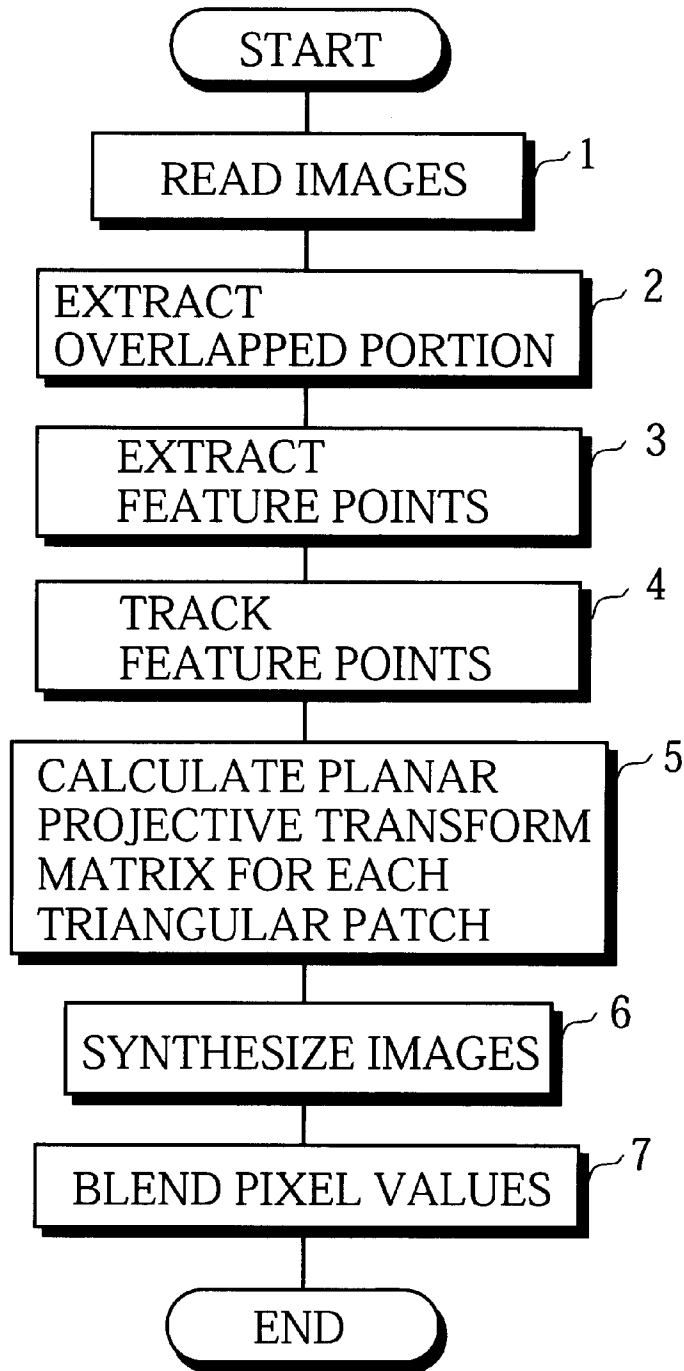 START
READ IMAGES
1
EXTRACT
OVERLAPPED PORTION
2
EXTRACT
FEATURE POINTS
3
TRACK
FEATURE POINTS
4
CALCULATE PLANAR
PROJECTIVE TRANSFORM
MATRIX FOR EACH
TRIANGULAR PATCH
5
SYNTHESIZE IMAGES
6
BLEND PIXEL VALUES
7
END